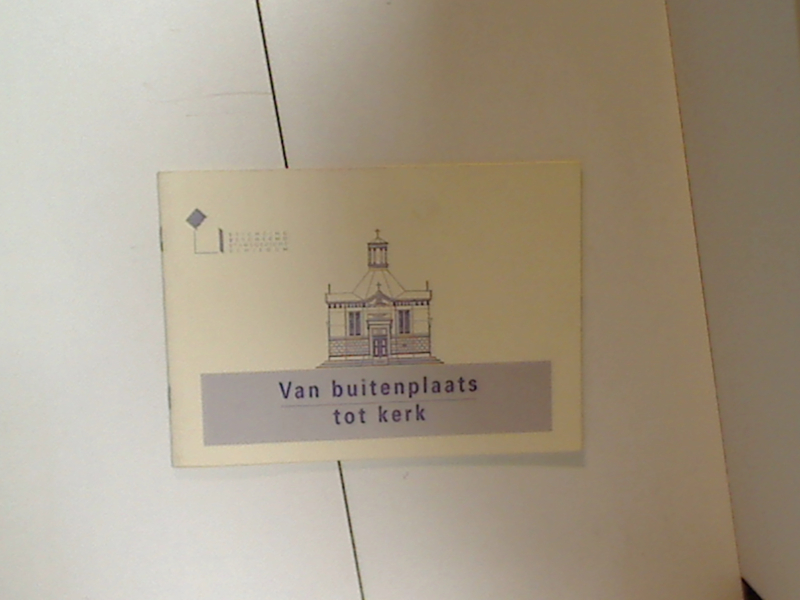 Van buitenplaats
tot kerk